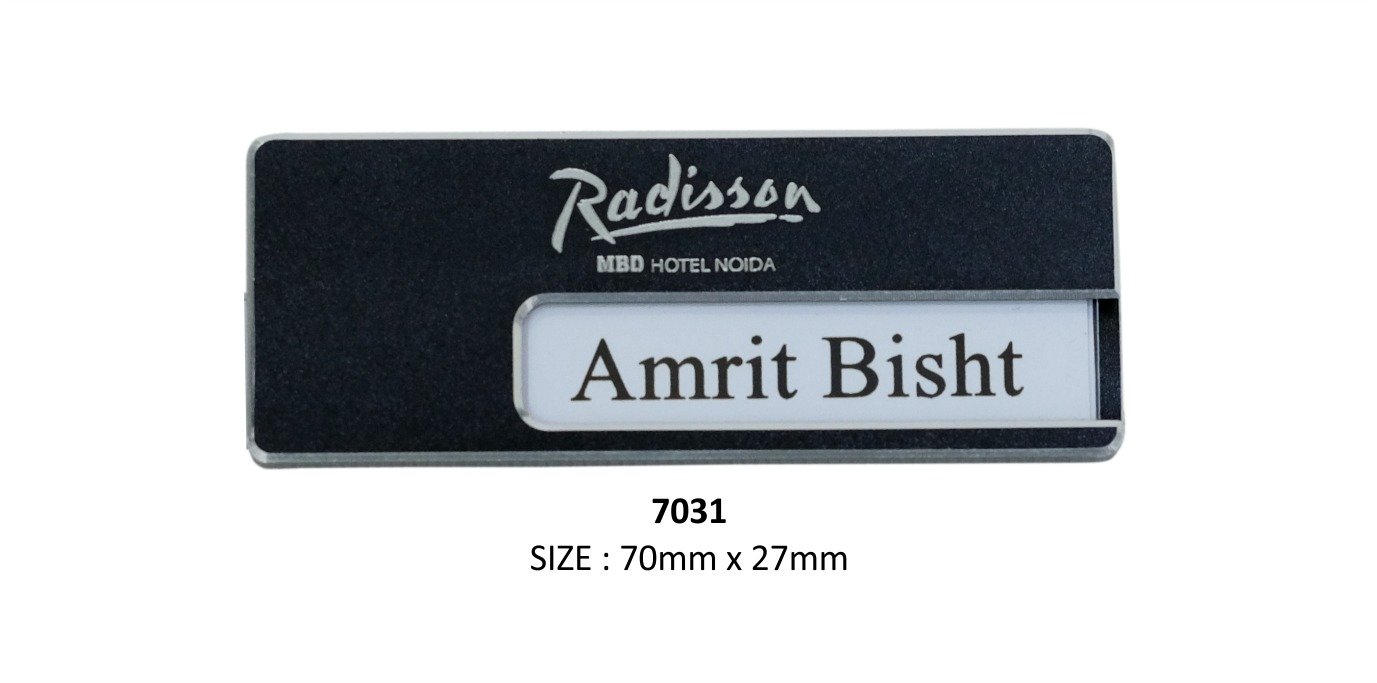 Radisson
MBD HOTEL NOIDA
Amrit Bisht
7031
SIZE : 70mm x 27mm